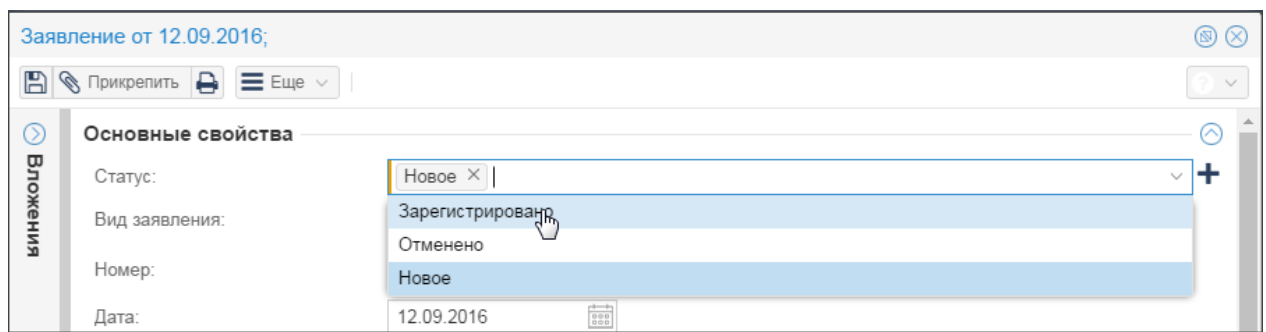 Заявление от 12.09.2016;
Прикрепить Еще ?
Вложения
Основные свойства
Статус: Новое
Зарегистрировано
Вид заявления:
Отменено
Номер: Новое
Дата: 12.09.2016